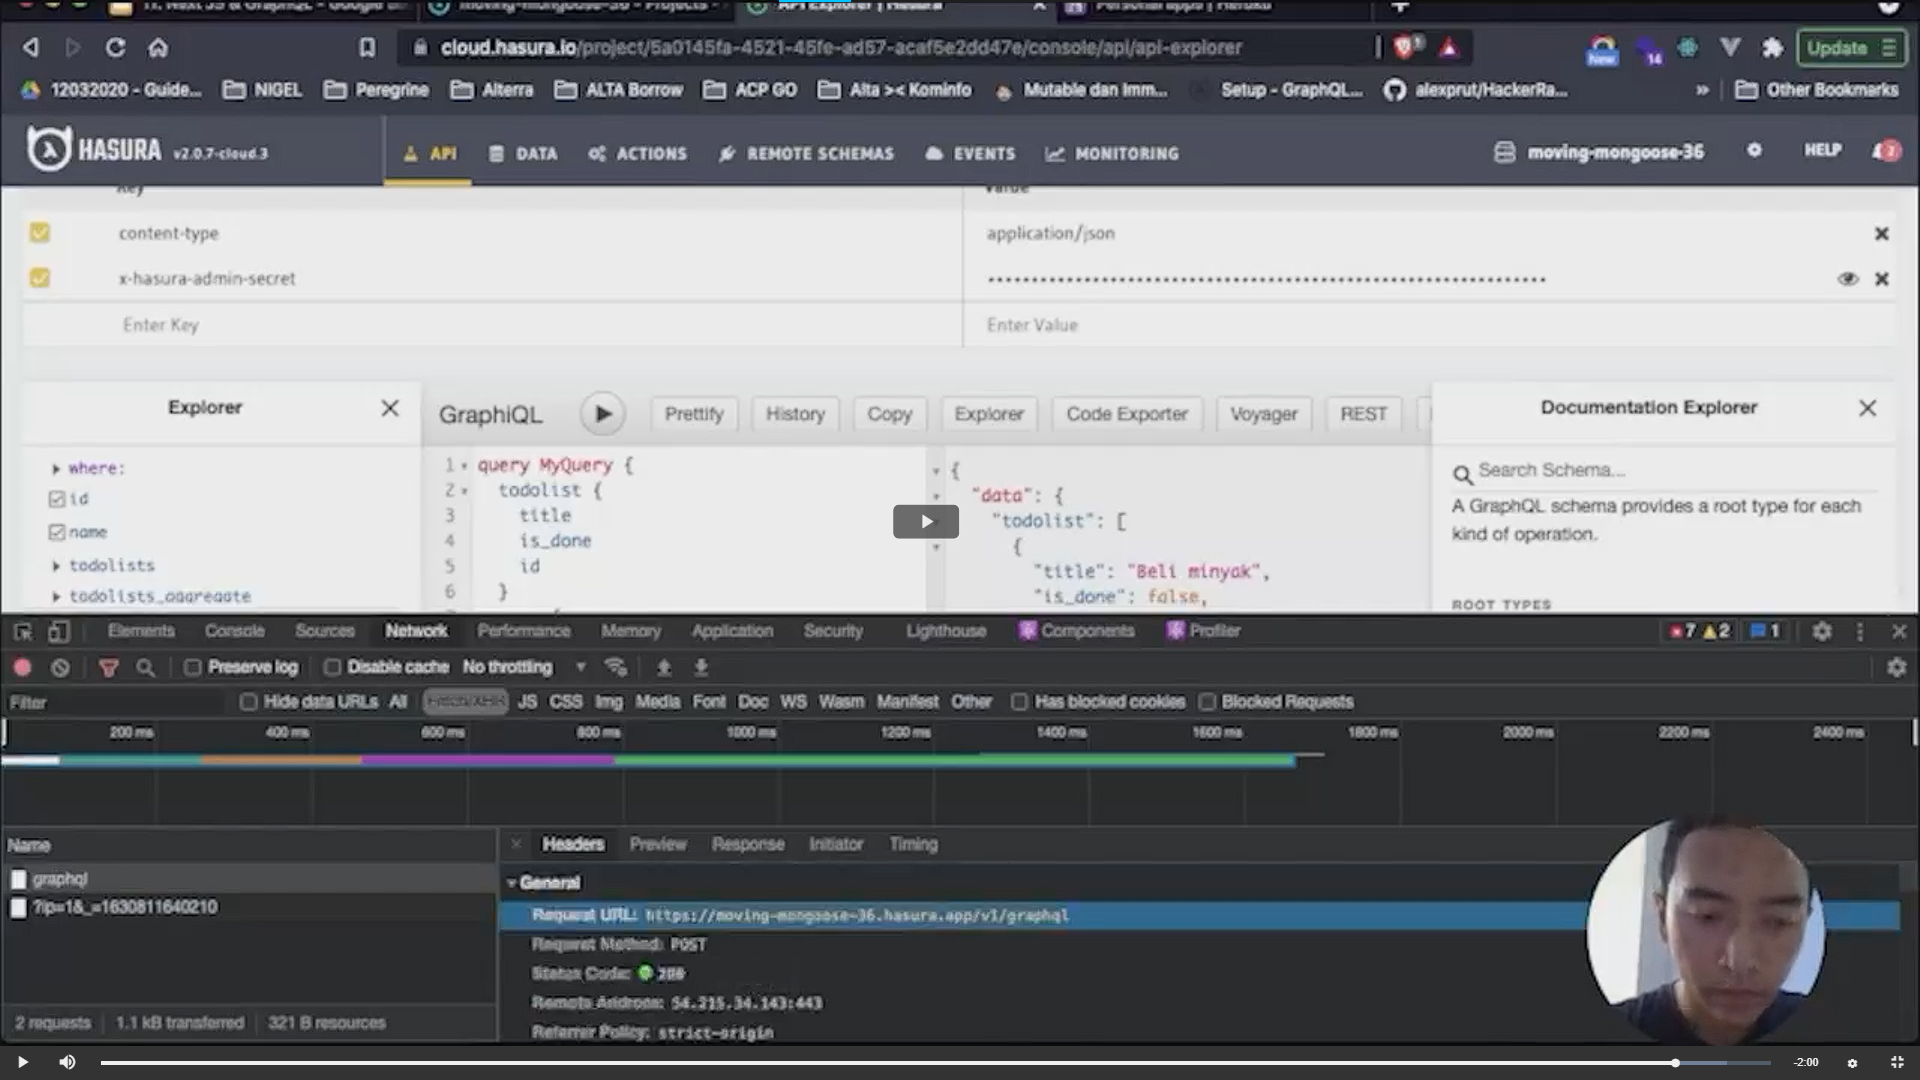 11. Next JS & GraphQL - Google
moving-mongoose-36 - Projects -
API Explorer | Hasura
Personal apps | Heroku
cloud.hasura.io/project/5a0145fa-4521-45fe-ad57-acaf5e2dd47e/console/api/api-explorer
New
14
Update
12032020 - Guide...
NIGEL
Peregrine
Alterra
ALTA Borrow
ACP GO
Alta >< Kominfo
Mutable dan Imm...
Setup - GraphQL...
alexprut/HackerRa...
»
Other Bookmarks
HASURA v2.0.7-cloud.3
API
DATA
ACTIONS
REMOTE SCHEMAS
EVENTS
MONITORING
moving-mongoose-36
HELP
2
Key
Value
content-type
application/json
x-hasura-admin-secret
Enter Key
Enter Value
Explorer
GraphiQL
Prettify
History
Copy
Explorer
Code Exporter
Voyager
REST
Documentation Explorer
where:
id
name
todolists
todolists_aggregate
1 query MyQuery {
2 todolist {
3 title
4 is_done
5 id
6 }
{
"data": {
"todolist": [
{
"title": "Beli minyak",
"is_done": false,
Search Schema...
A GraphQL schema provides a root type for each
kind of operation.
ROOT TYPES
Elements
Console
Sources
Network
Performance
Memory
Application
Security
Lighthouse
Components
Profiler
7
2
1
Preserve log
Disable cache
No throttling
Filter
Hide data URLs
All
Fetch/XHR
JS
CSS
Img
Media
Font
Doc
WS
Wasm
Manifest
Other
Has blocked cookies
Blocked Requests
200 ms
400 ms
600 ms
800 ms
1000 ms
1200 ms
1400 ms
1600 ms
1800 ms
2000 ms
2200 ms
2400 ms
Name
Headers
Preview
Response
Initiator
Timing
graphql
?ip=1&_=1630811640210
General
Request URL: https://moving-mongoose-36.hasura.app/v1/graphql
Request Method: POST
Status Code: 200
Remote Address: 54.215.34.143:443
Referrer Policy: strict-origin
2 requests
1.1 kB transferred
321 B resources
-2:00